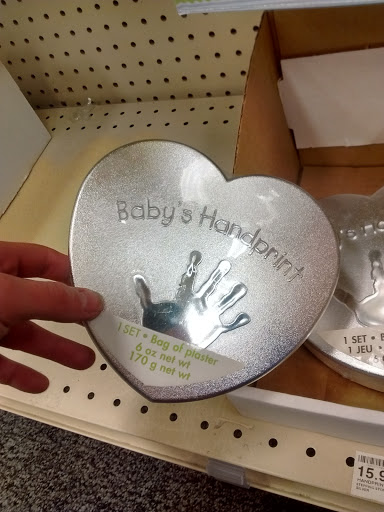 Baby's Handprint
1 SET • Bag of plaster
6 oz net wt
170 g net wt
1 SET •
1 JEU •
15.9